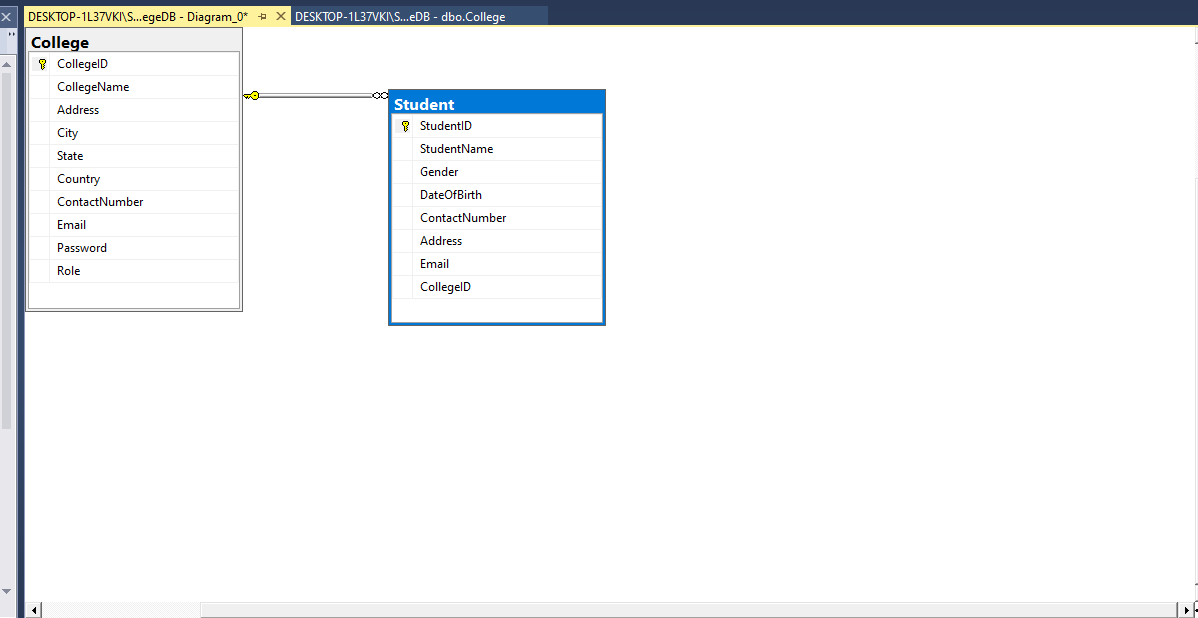 DESKTOP-1L37VKI\S...egeDB - Diagram_0*
DESKTOP-1L37VKI\S...eDB - dbo.College
College
CollegeID
CollegeName
Address
City
State
Country
ContactNumber
Email
Password
Role
Student
StudentID
StudentName
Gender
DateOfBirth
ContactNumber
Address
Email
CollegeID